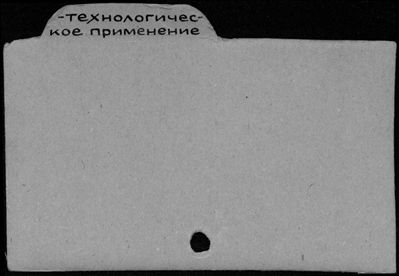 -технологичес-
кое применение